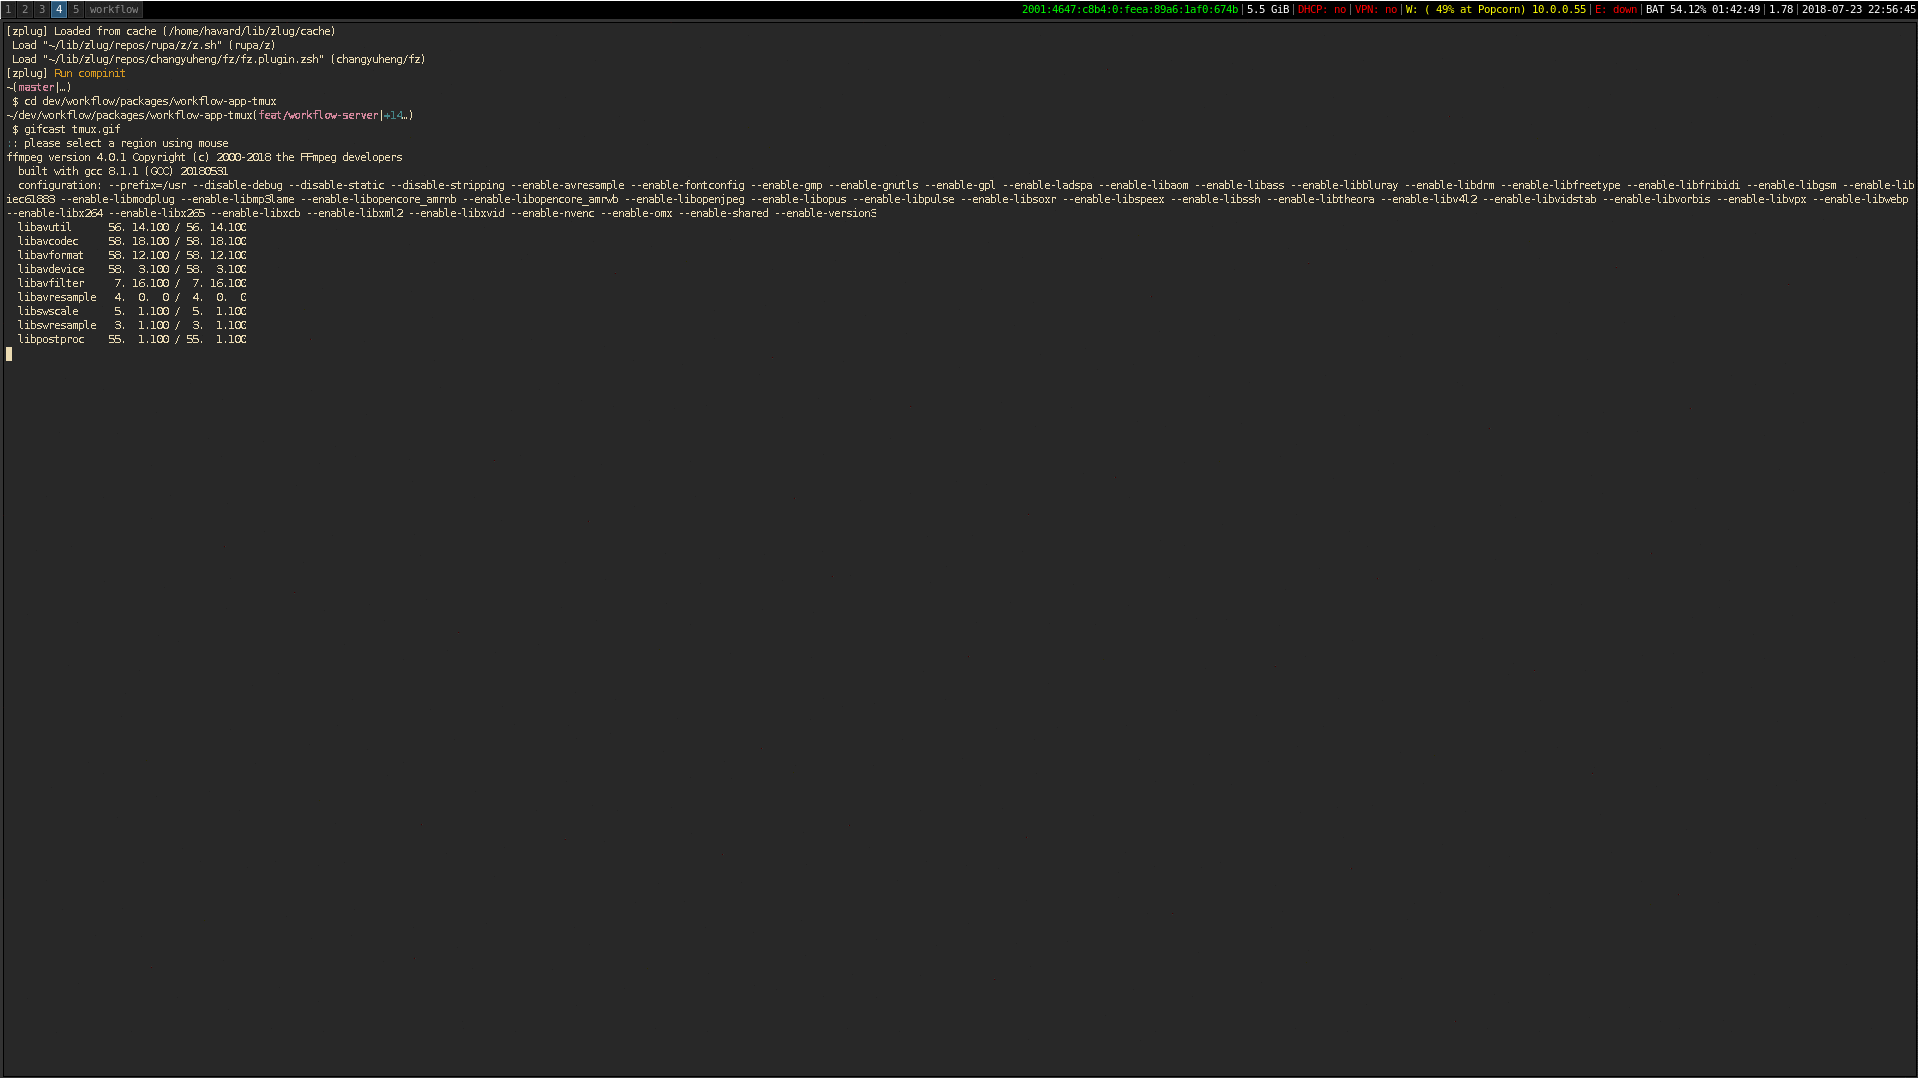 1 2 3 4 5 workflow 2001:4647:c8b4:0:feea:89a6:1af0:674b|5.5 GiB|DHCP: no|VPN: no|W: ( 49% at Popcorn) 10.0.0.55|E: down|BAT 54.12% 01:42:49|1.78|2018-07-23 22:56:45
[zplug] Loaded from cache (/home/havard/lib/zlug/cache)
Load "~/lib/zlug/repos/rupa/z/z.sh" (rupa/z)
Load "~/lib/zlug/repos/changyuheng/fz/fz.plugin.zsh" (changyuheng/fz)
[zplug] Run compinit
~(master|…)
$ cd dev/workflow/packages/workflow-app-tmux
~/dev/workflow/packages/workflow-app-tmux(feat/workflow-server|+14…)
$ gifcast tmux.gif
:: please select a region using mouse
ffmpeg version 4.0.1 Copyright (c) 2000-2018 the FFmpeg developers
built with gcc 8.1.1 (GCC) 20180531
configuration: --prefix=/usr --disable-debug --disable-static --disable-stripping --enable-avresample --enable-fontconfig --enable-gmp --enable-gnutls --enable-gpl --enable-ladspa --enable-libaom --enable-libass --enable-libbluray --enable-libdrm --enable-libfreetype --enable-libfribidi --enable-libgsm --enable-lib
iec61883 --enable-libmodplug --enable-libmp3lame --enable-libopencore_amrnb --enable-libopencore_amrwb --enable-libopenjpeg --enable-libopus --enable-libpulse --enable-libsoxr --enable-libspeex --enable-libssh --enable-libtheora --enable-libv4l2 --enable-libvidstab --enable-libvorbis --enable-libvpx --enable-libwebp
--enable-libx264 --enable-libx265 --enable-libxcb --enable-libxml2 --enable-libxvid --enable-nvenc --enable-omx --enable-shared --enable-version3
libavutil 56. 14.100 / 56. 14.100
libavcodec 58. 18.100 / 58. 18.100
libavformat 58. 12.100 / 58. 12.100
libavdevice 58. 3.100 / 58. 3.100
libavfilter 7. 16.100 / 7. 16.100
libavresample 4. 0. 0 / 4. 0. 0
libswscale 5. 1.100 / 5. 1.100
libswresample 3. 1.100 / 3. 1.100
libpostproc 55. 1.100 / 55. 1.100